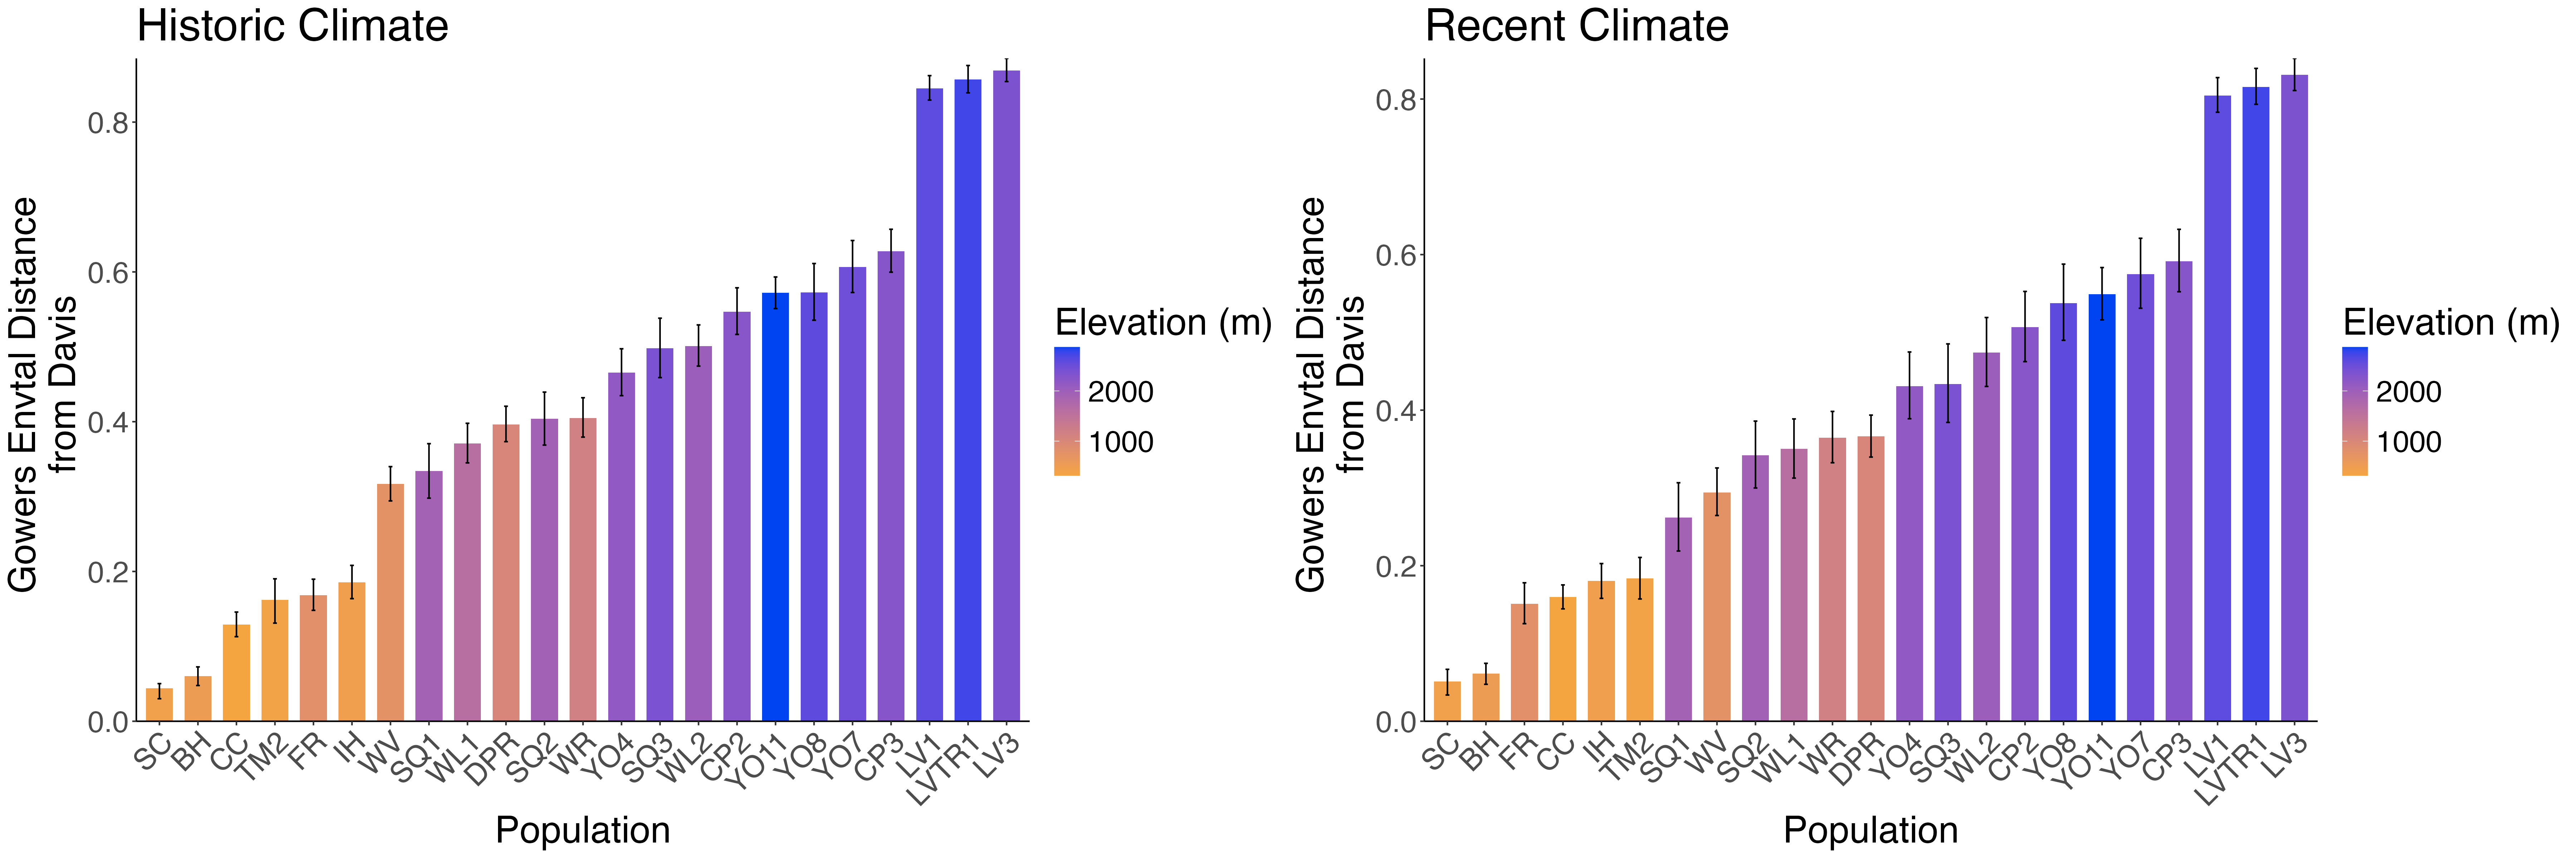 Historic Climate
Gowers Envtal Distance
from Davis
0.8
0.6
0.4
0.2
0.0
SC
BH
CC
TM2
FR
IH
WV
SQ1
WL1
DPR
SQ2
WR
YO4
SQ3
WL2
CP2
YO11
YO8
YO7
CP3
LV1
LVTR1
LV3
Population
Elevation (m)
2000
1000
Recent Climate
Gowers Envtal Distance
from Davis
0.8
0.6
0.4
0.2
0.0
SC
BH
FR
CC
IH
TM2
SQ1
WV
SQ2
WL1
WR
DPR
YO4
SQ3
WL2
CP2
YO8
YO11
YO7
CP3
LV1
LVTR1
LV3
Population
Elevation (m)
2000
1000